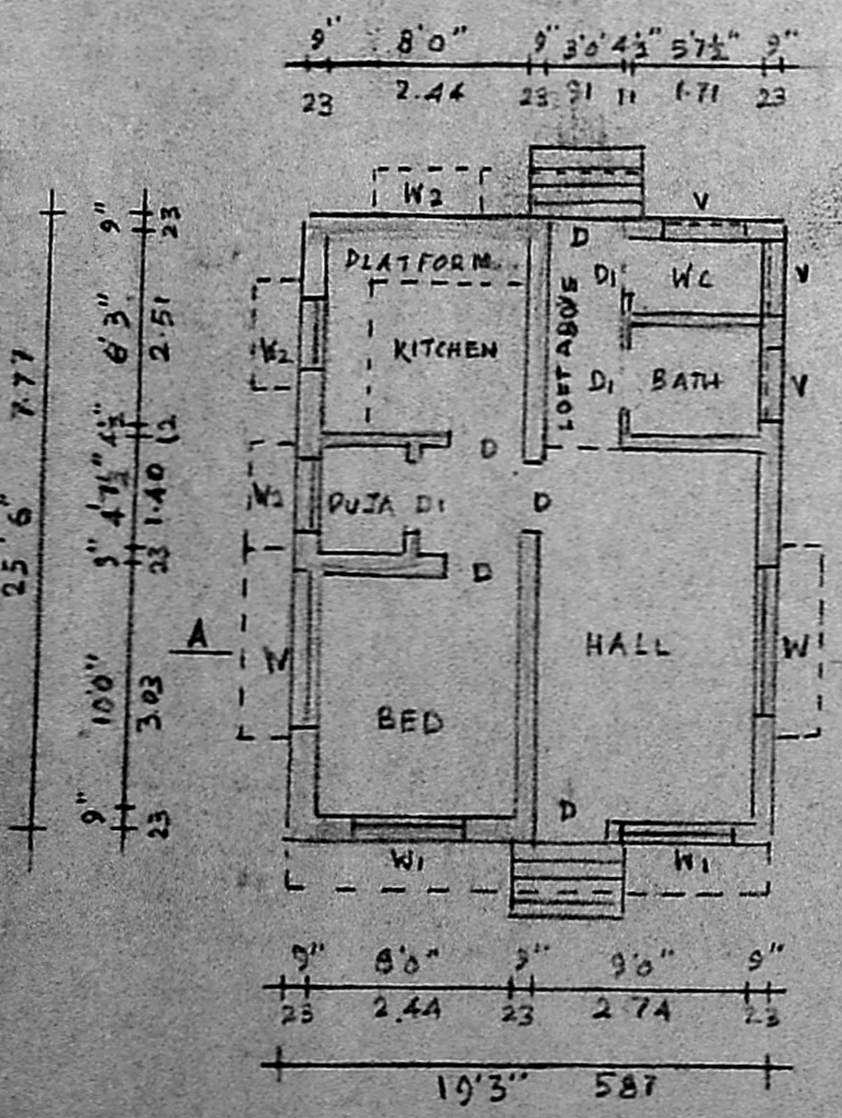 9" 8'0" 9" 3'0" 4½" 5'7½" 9"
23 2.44 23 91 11 1.71 23
W2
V
9" 23
D
PLATFORM
D1 WC V
W2
6'3" 2.51
KITCHEN
LOFT ABOVE
D1 BATH V
7.77
4½" 12
D
W2 PUJA D1 D
4'7½" 1.40
25'6"
9" 23
D
A
W HALL W
10'0" 3.03
BED
9" 23
D
W1 W1
9" 8'0" 9" 9'0" 9"
23 2.44 23 2.74 23
19'3" 587